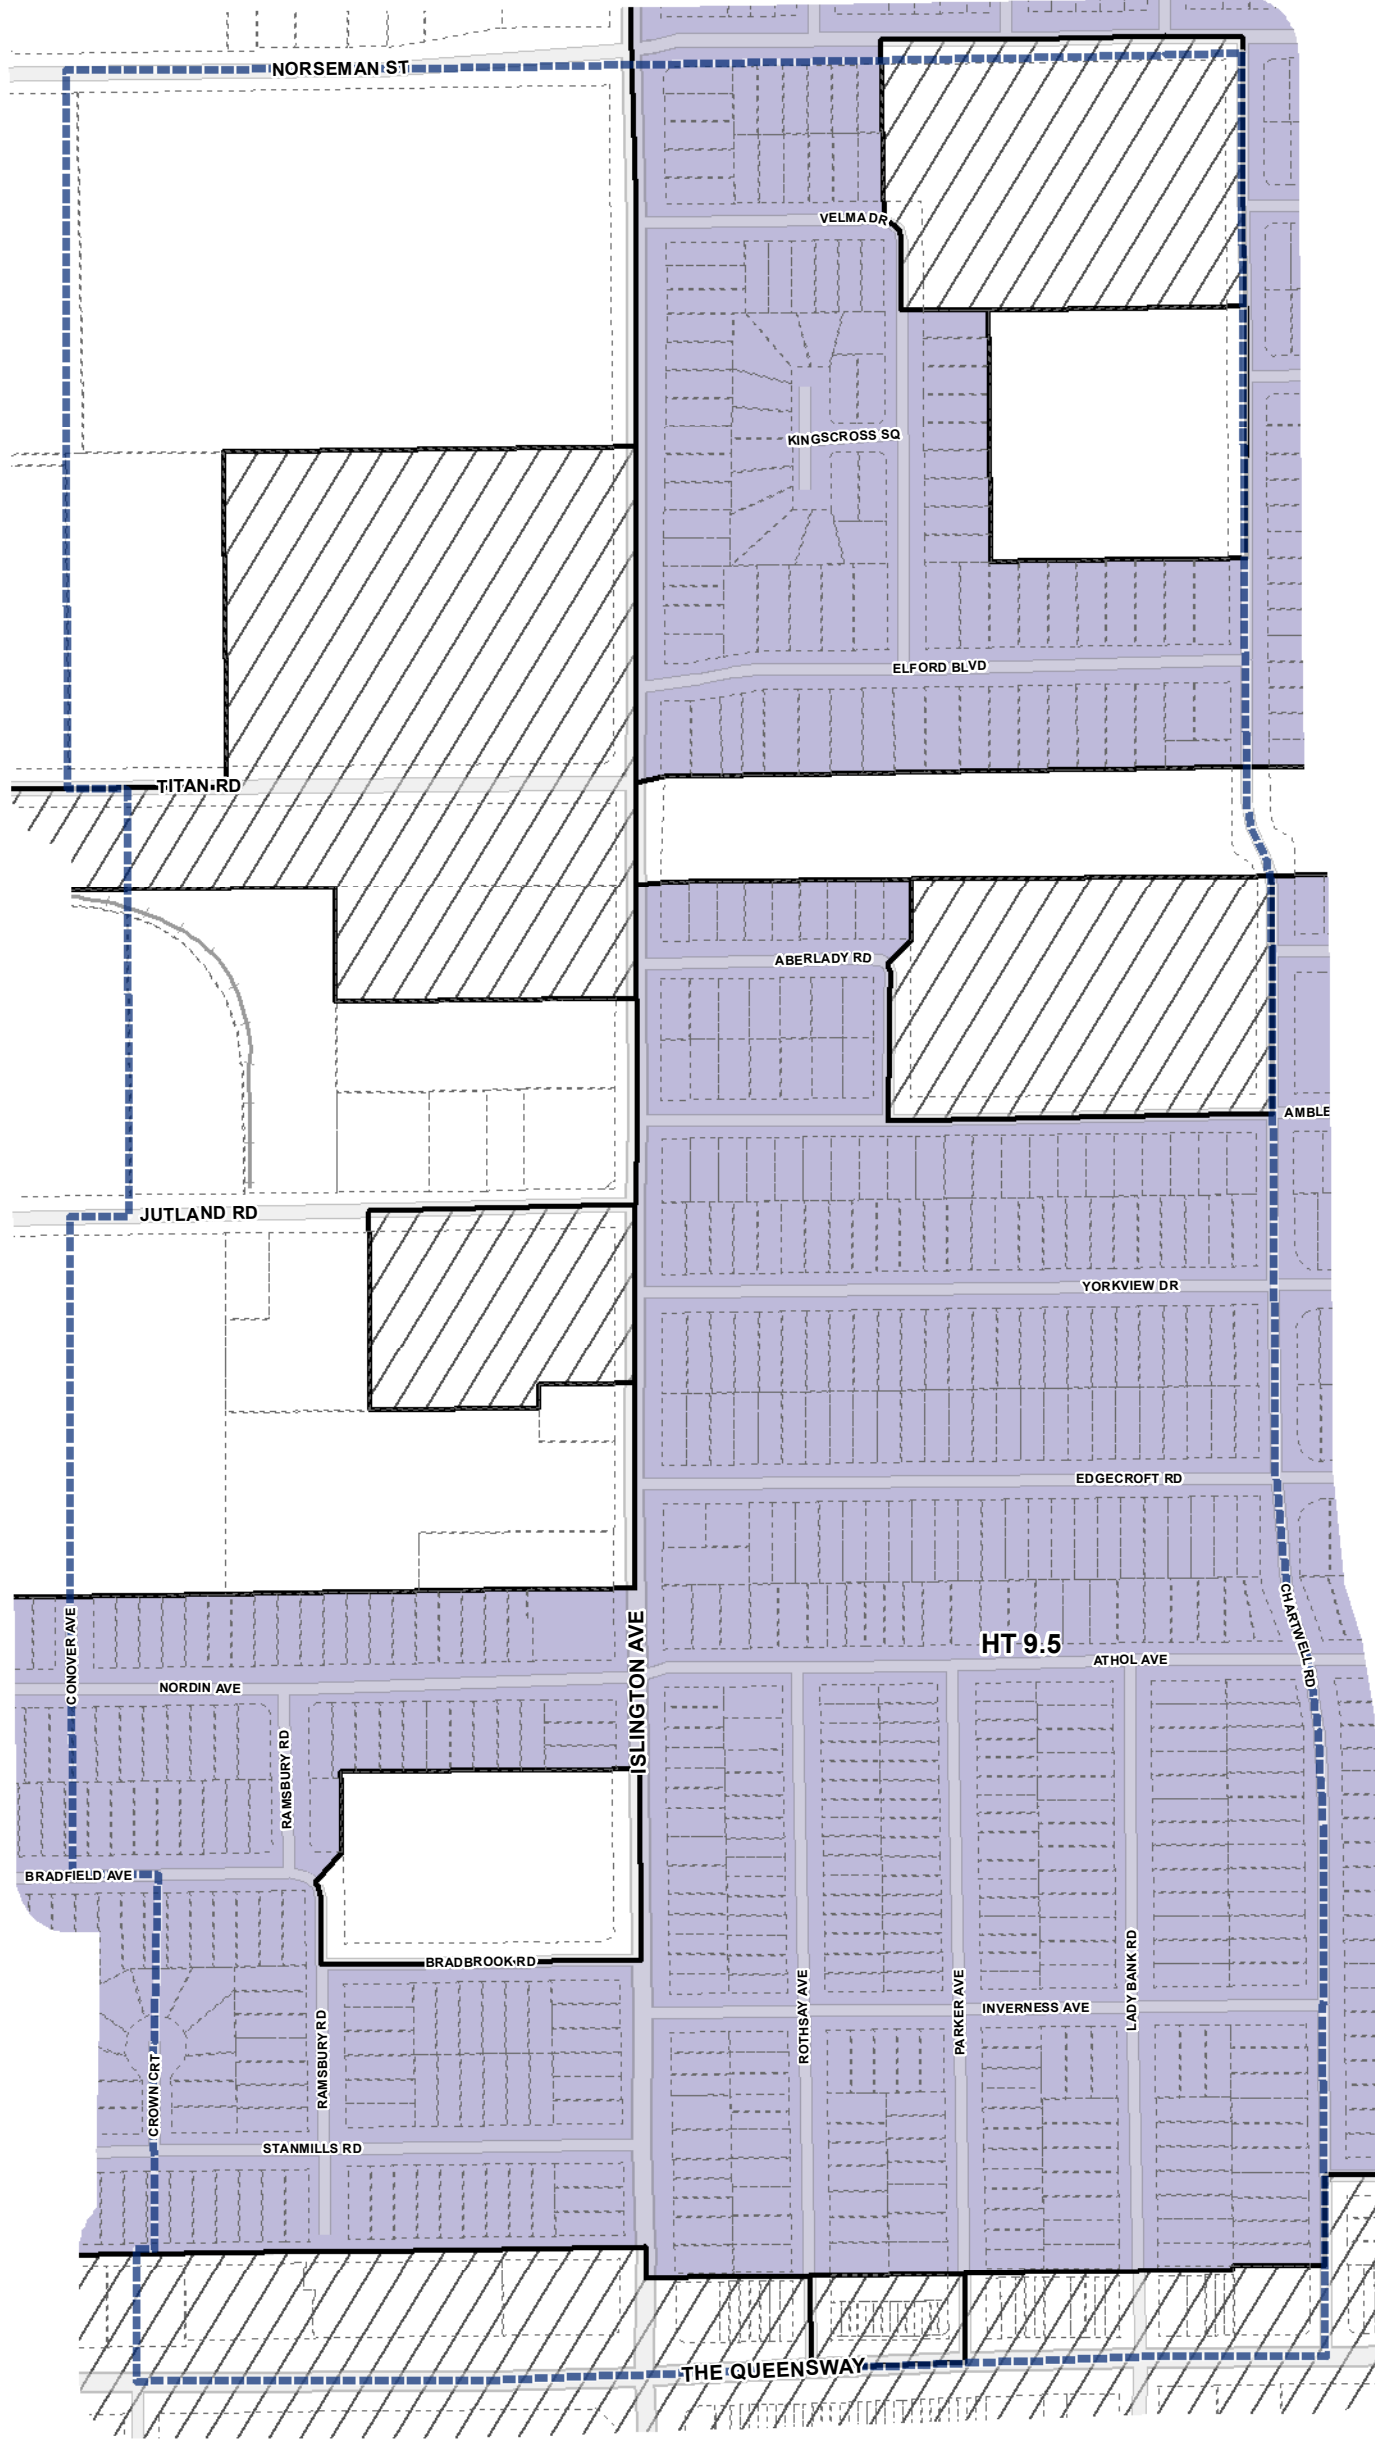 NORSEMAN ST
VELMA DR
KINGSCROSS SQ
ELFORD BLVD
TITAN RD
ABERLADY RD
AMBLE
JUTLAND RD
YORKVIEW DR
EDGECROFT RD
CONOVER AVE
ISLINGTON AVE
CHARTWELL RD
HT 9.5
ATHOL AVE
NORDIN AVE
RAMSBURY RD
BRADFIELD AVE
BRADBROOK RD
ROTHSAY AVE
PARKER AVE
LADY BANK RD
INVERNESS AVE
RAMSBURY RD
CROWN CRT
STANMILLS RD
THE QUEENSWAY